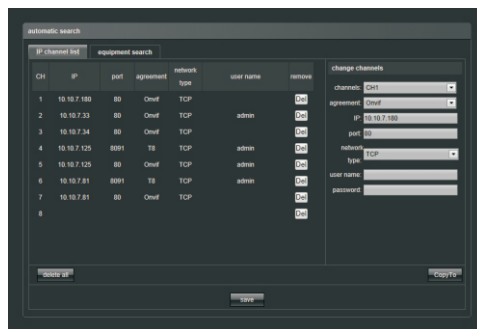 automatic search
IP channel list equipment search
CH IP port agreement network type user name remove
1 10.10.7.180 80 Onvif TCP Del
2 10.10.7.33 80 Onvif TCP admin Del
3 10.10.7.34 80 Onvif TCP Del
4 10.10.7.125 8091 T8 TCP admin Del
5 10.10.7.125 80 Onvif TCP admin Del
6 10.10.7.81 8091 T8 TCP admin Del
7 10.10.7.81 80 Onvif TCP Del
8
change channels
channels: CH1
agreement: Onvif
IP: 10.10.7.180
port: 80
network type: TCP
user name:
password:
delete all CopyTo
save